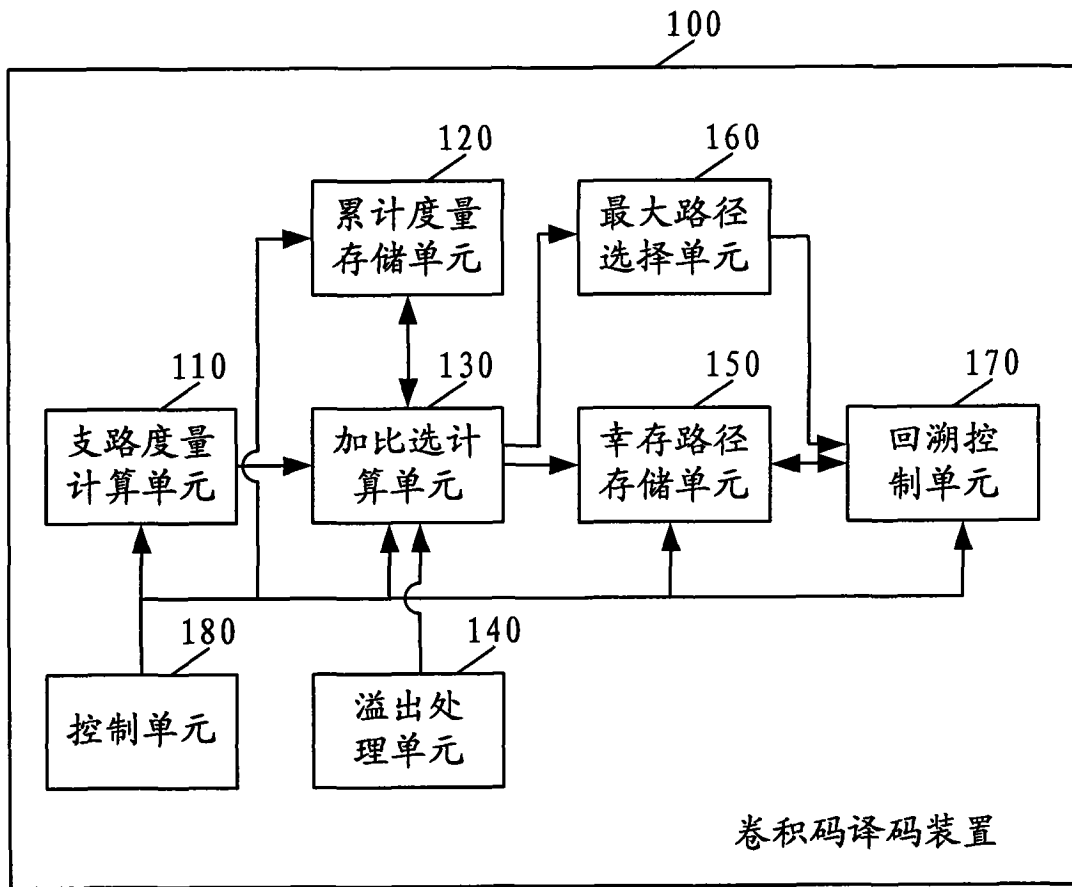 100
120
累计度量
存储单元
160
最大路径
选择单元
110
支路度量
计算单元
130
加比选计
算单元
150
幸存路径
存储单元
170
回溯控
制单元
180
控制单元
140
溢出处
理单元
卷积码译码装置